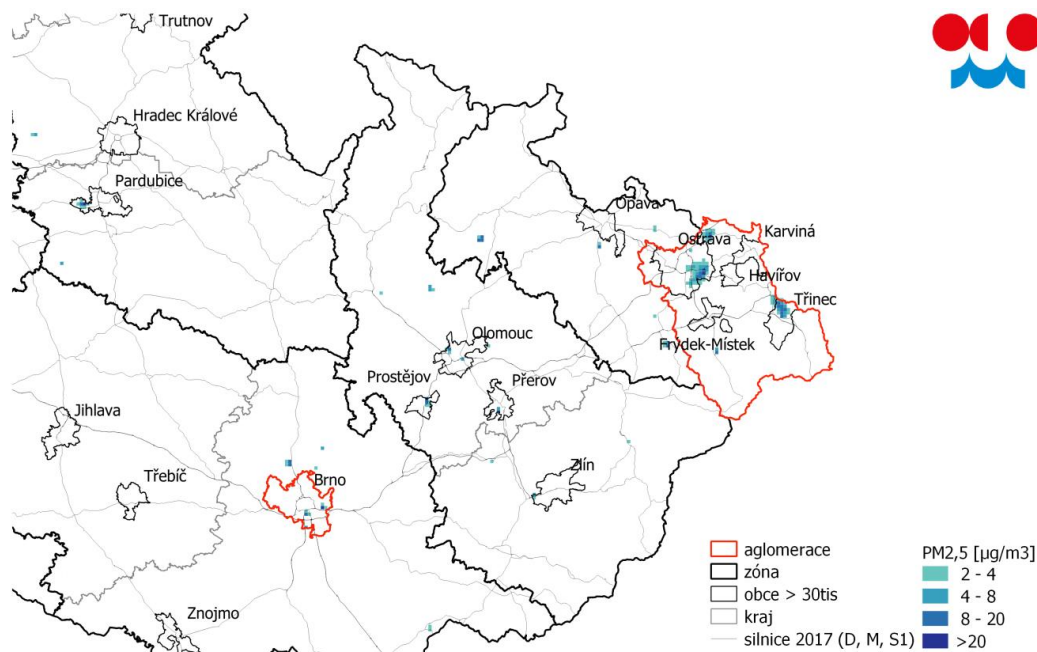 Trutnov
Hradec Králové
Pardubice
Opava
Ostrava
Karviná
Havířov
Třinec
Frýdek-Místek
Olomouc
Prostějov
Přerov
Jihlava
Třebíč
Brno
Zlín
Znojmo
aglomerace
zóna
obce > 30tis
kraj
silnice 2017 (D, M, S1)
PM2,5 [µg/m3]
2 - 4
4 - 8
8 - 20
>20